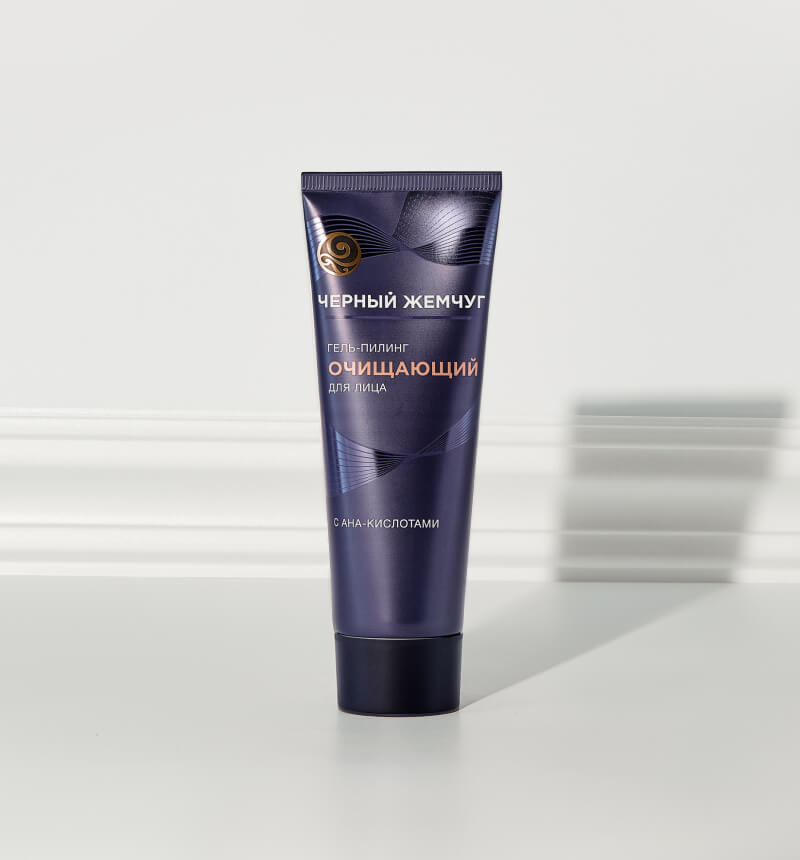 ЧЕРНЫЙ ЖЕМЧУГ
ГЕЛЬ-ПИЛИНГ
ОЧИЩАЮЩИЙ
ДЛЯ ЛИЦА
С АНА-КИСЛОТАМИ